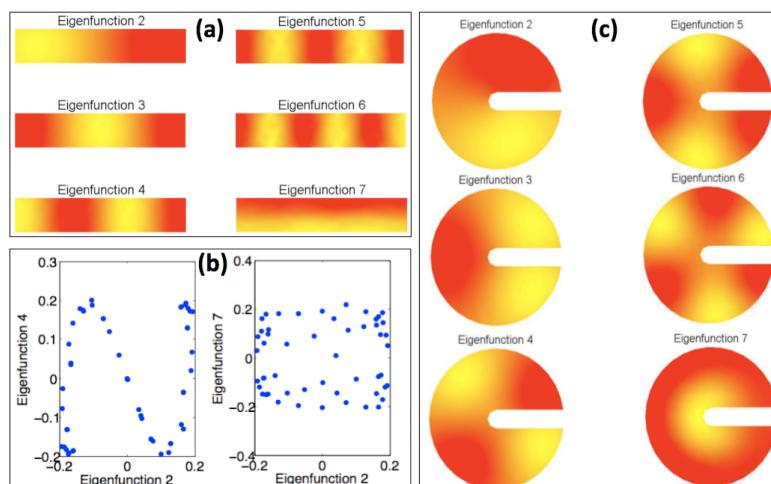 (a)
Eigenfunction 2
Eigenfunction 5
Eigenfunction 3
Eigenfunction 6
Eigenfunction 4
Eigenfunction 7
(b)
Eigenfunction 4
0.3
0.2
0.1
0
-0.1
-0.2
-0.2
0
0.2
Eigenfunction 2
Eigenfunction 7
0.4
0.2
0
-0.2
-0.4
-0.2
0
0.2
Eigenfunction 2
(c)
Eigenfunction 2
Eigenfunction 5
Eigenfunction 3
Eigenfunction 6
Eigenfunction 4
Eigenfunction 7